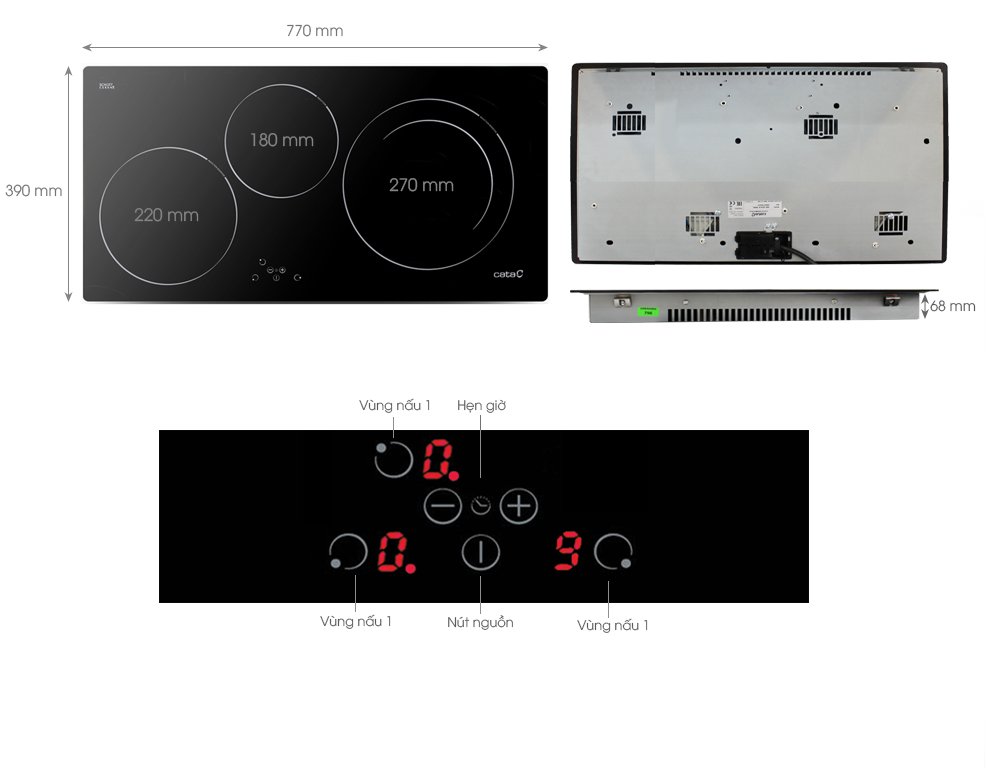 770 mm
390 mm
180 mm
270 mm
220 mm
cata
68 mm
Vùng nấu 1
Hẹn giờ
0.
0.
9
Vùng nấu 1
Nút nguồn
Vùng nấu 1